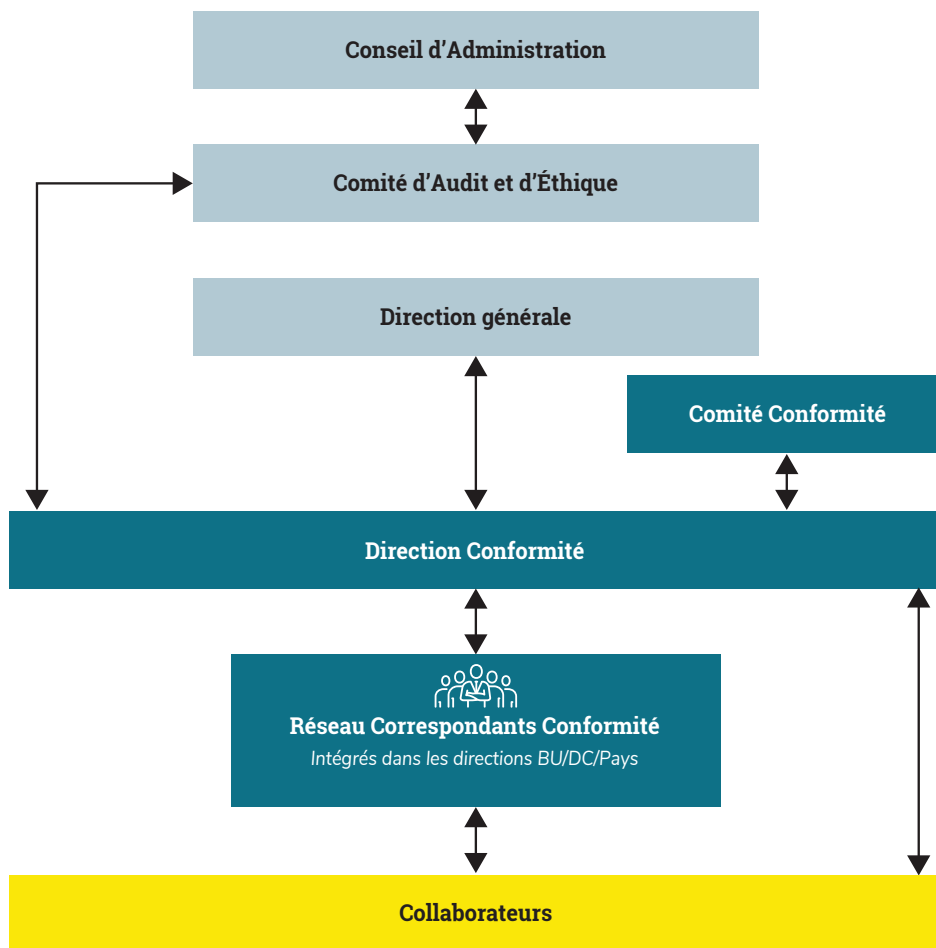 Conseil d’Administration
Comité d’Audit et d’Éthique
Direction générale
Comité Conformité
Direction Conformité
Réseau Correspondants Conformité
Intégrés dans les directions BU/DC/Pays
Collaborateurs